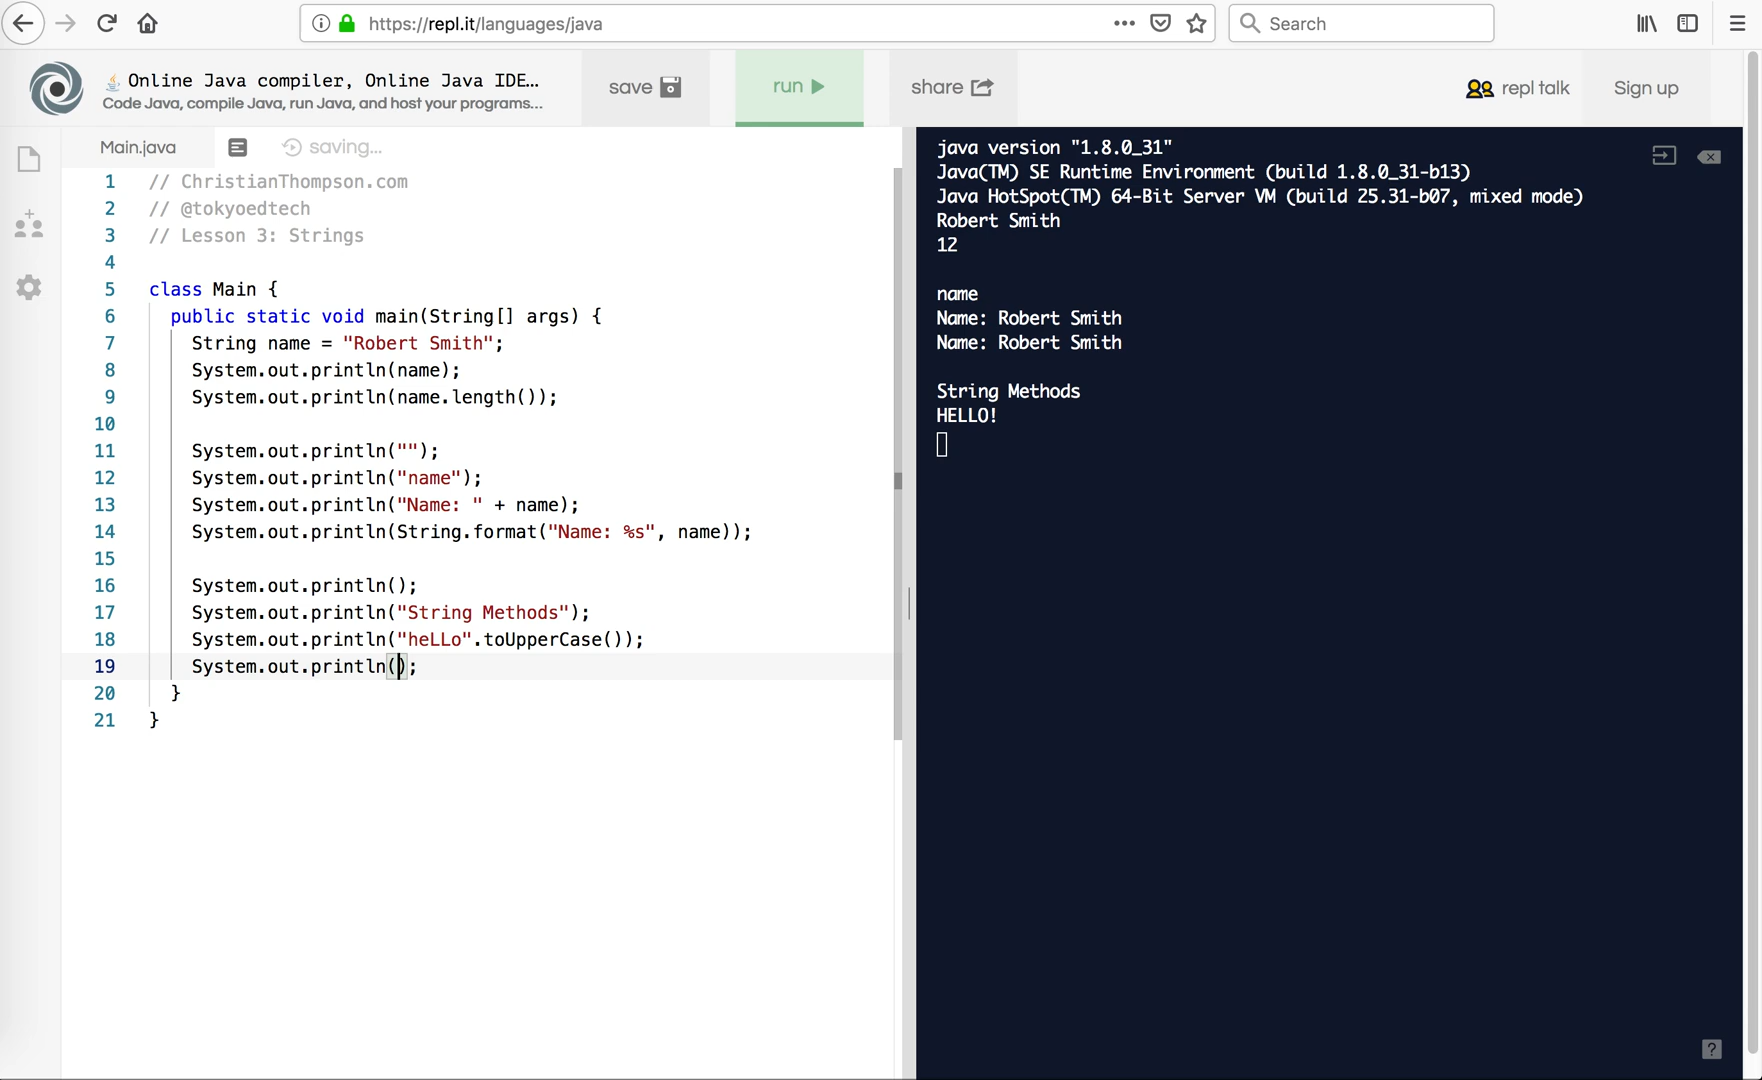 https://repl.it/languages/java
Search
Online Java compiler, Online Java IDE...
Code Java, compile Java, run Java, and host your programs...
save
run
share
repl talk
Sign up
Main.java
saving...
1 // ChristianThompson.com
2 // @tokyoedtech
3 // Lesson 3: Strings
4
5 class Main {
6 public static void main(String[] args) {
7 String name = "Robert Smith";
8 System.out.println(name);
9 System.out.println(name.length());
10
11 System.out.println("");
12 System.out.println("name");
13 System.out.println("Name: " + name);
14 System.out.println(String.format("Name: %s", name));
15
16 System.out.println();
17 System.out.println("String Methods");
18 System.out.println("heLLo".toUpperCase());
19 System.out.println();
20 }
21 }
java version "1.8.0_31"
Java(TM) SE Runtime Environment (build 1.8.0_31-b13)
Java HotSpot(TM) 64-Bit Server VM (build 25.31-b07, mixed mode)
Robert Smith
12
name
Name: Robert Smith
Name: Robert Smith
String Methods
HELLO!
?